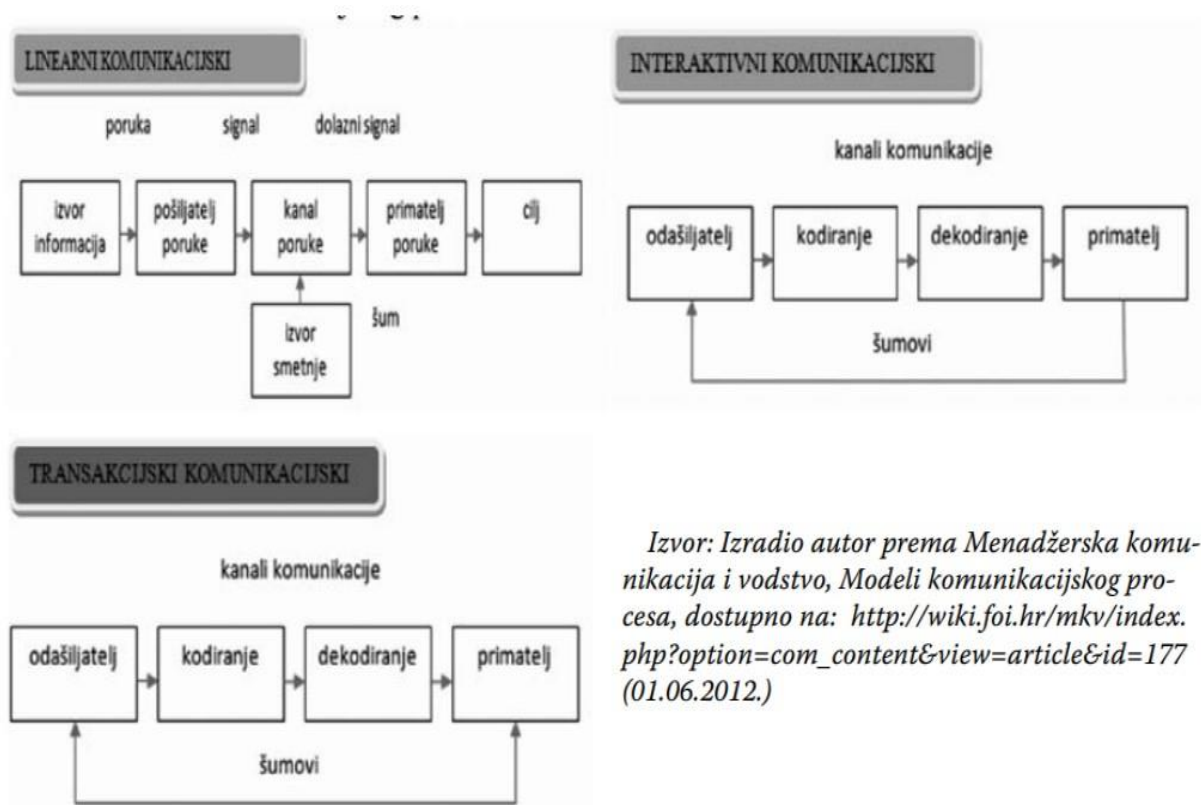 LINEARNI KOMUNIKACIJSKI
poruka signal dolazni signal
izvor informacija
pošiljatelj poruke
kanal poruke
primatelj poruke
cilj
izvor smetnje
šum
INTERAKTIVNI KOMUNIKACIJSKI
kanali komunikacije
odašiljatelj
kodiranje
dekodiranje
primatelj
šumovi
TRANSAKCIJSKI KOMUNIKACIJSKI
kanali komunikacije
odašiljatelj
kodiranje
dekodiranje
primatelj
šumovi
Izvor: Izradio autor prema Menadžerska komu-
nikacija i vodstvo, Modeli komunikacijskog pro-
cesa, dostupno na: http://wiki.foi.hr/mkv/index.
php?option=com_content&view=article&id=177
(01.06.2012.)